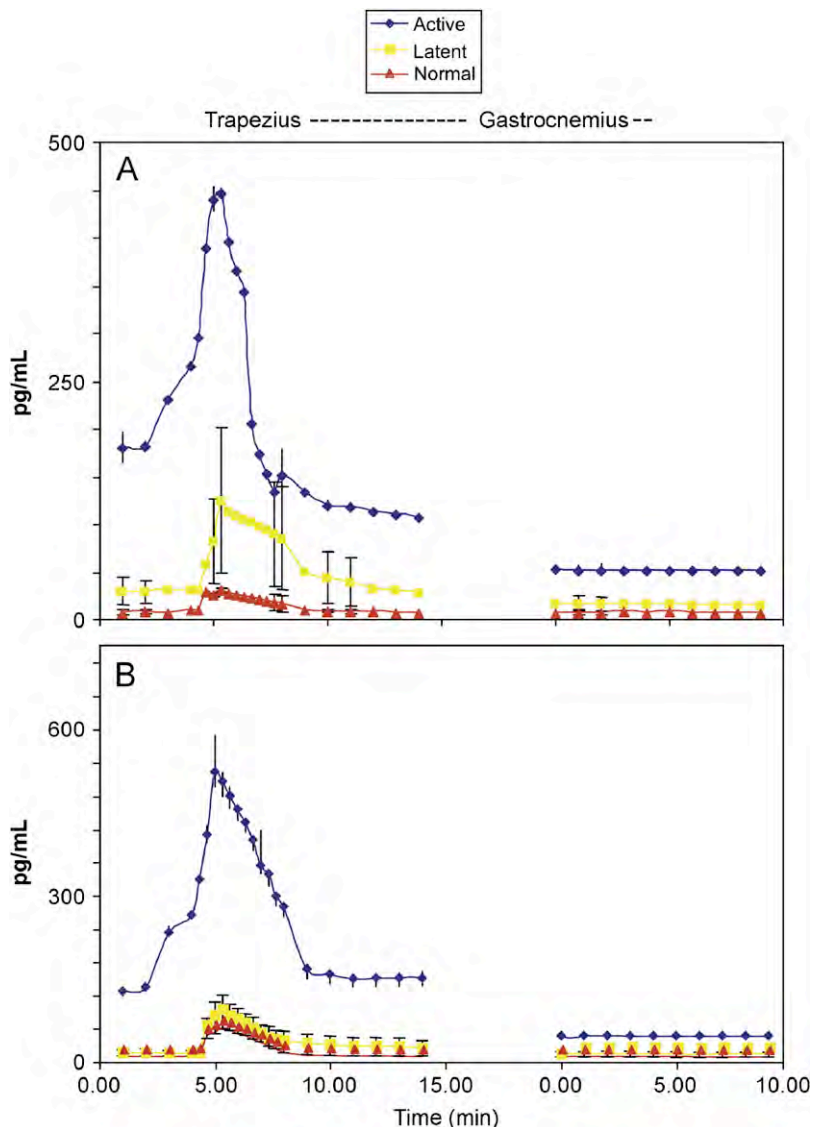 Active
Latent
Normal
Trapezius ---------------- Gastrocnemius --
500
A
250
pg/mL
0
B
600
pg/mL
300
0
0.00 5.00 10.00 15.00 0.00 5.00 10.00
Time (min)